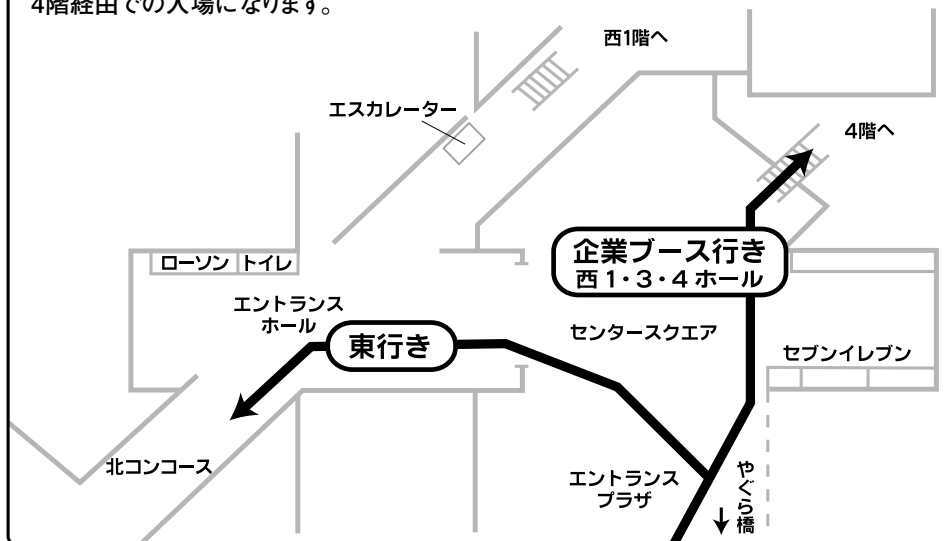 4階経由での入場になります。
西1階へ
エスカレーター
4階へ
企業ブース行き
西1・3・4ホール
ローソン トイレ
エントランス
ホール
東行き
センタースクエア
セブンイレブン
北コンコース
エントランス
プラザ
やぐら橋